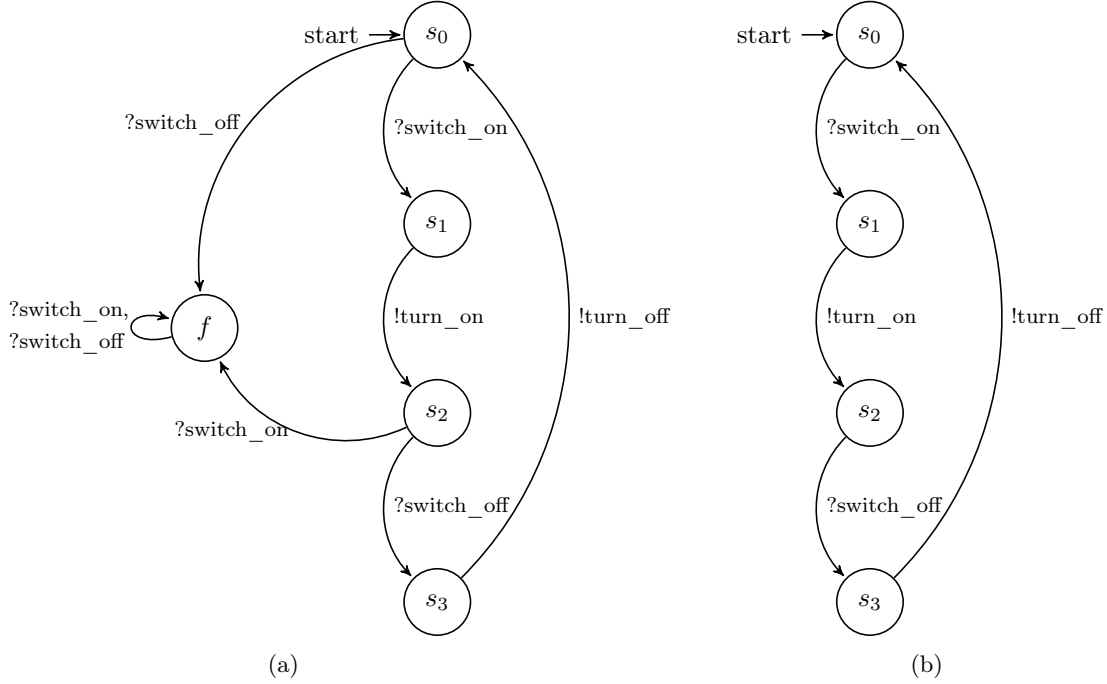 start
s0
?switch_off
?switch_on
s1
?switch_on,
?switch_off
f
!turn_on
!turn_off
s2
?switch_on
?switch_off
s3
(a)
start
s0
?switch_on
s1
!turn_on
!turn_off
s2
?switch_off
s3
(b)